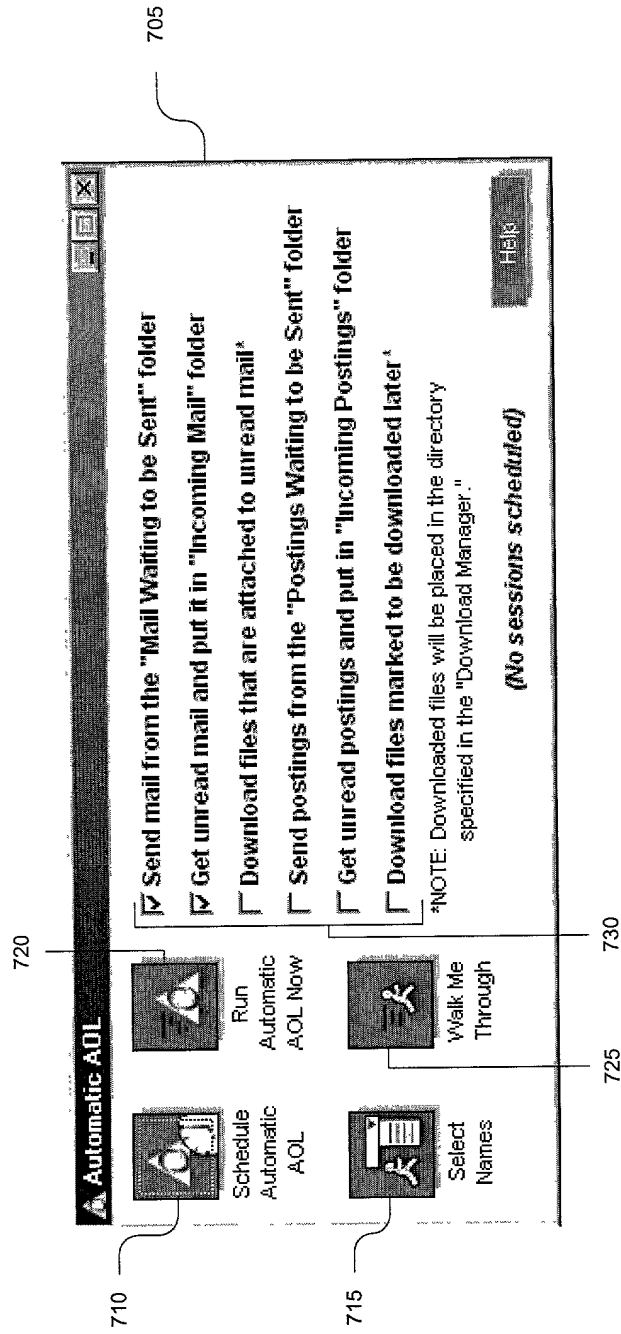 Automatic AOL
Schedule
Automatic
AOL
Run
Automatic
AOL Now
Select
Names
Walk Me
Through
Send mail from the "Mail Waiting to be Sent" folder
Get unread mail and put it in "Incoming Mail" folder
Download files that are attached to unread mail*
Send postings from the "Postings Waiting to be Sent" folder
Get unread postings and put in "Incoming Postings" folder
Download files marked to be downloaded later*
*NOTE: Downloaded files will be placed in the directory
specified in the "Download Manager."
(No sessions scheduled)
Help
705
710
715
720
725
730